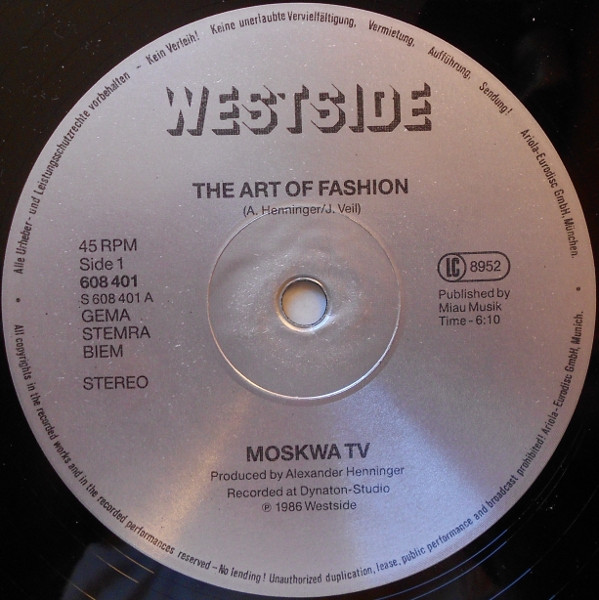 Alle Urheber- und Leistungsschutzrechte vorbehalten - Kein Verleih! Keine unerlaubte Vervielfältigung, Vermietung, Aufführung, Sendung! Ariola-Eurodisc GmbH, München.
WESTSIDE
THE ART OF FASHION
(A. Henninger/J. Veil)
45 RPM
Side 1
608 401
S 608 401 A
GEMA
STEMRA
BIEM
STEREO
LC 8952
Published by
Miau Musik
Time - 6:10
MOSKWA TV
Produced by Alexander Henninger
Recorded at Dynaton-Studio
℗ 1986 Westside
All copyrights in the recorded works and in the recorded performances reserved - No lending! Unauthorized duplication, lease, public performance and broadcast prohibited! Ariola-Eurodisc GmbH, Munich.